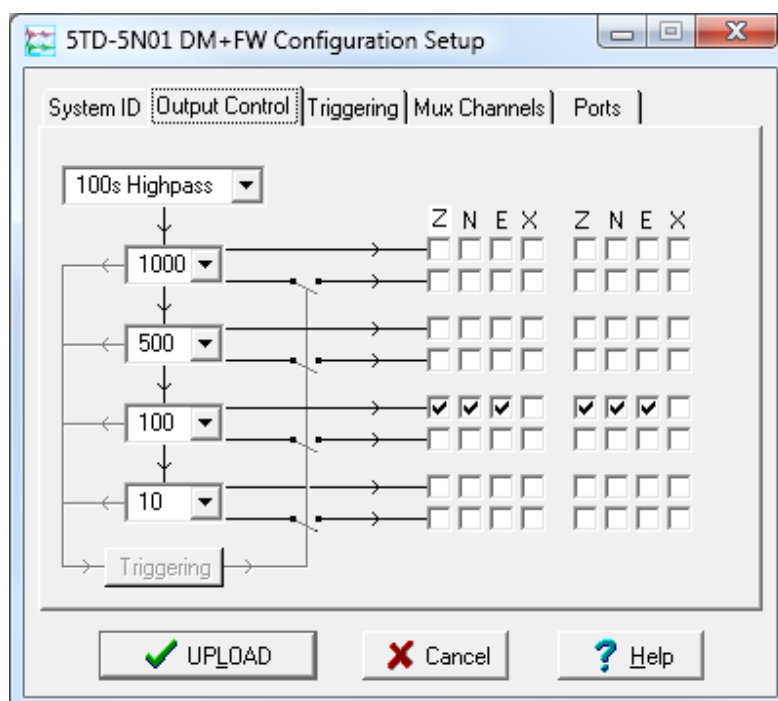 5TD-5N01 DM+FW Configuration Setup
System ID Output Control Triggering Mux Channels Ports
100s Highpass
Z N E X Z N E X
1000
500
100
10
Triggering
UPLOAD Cancel Help